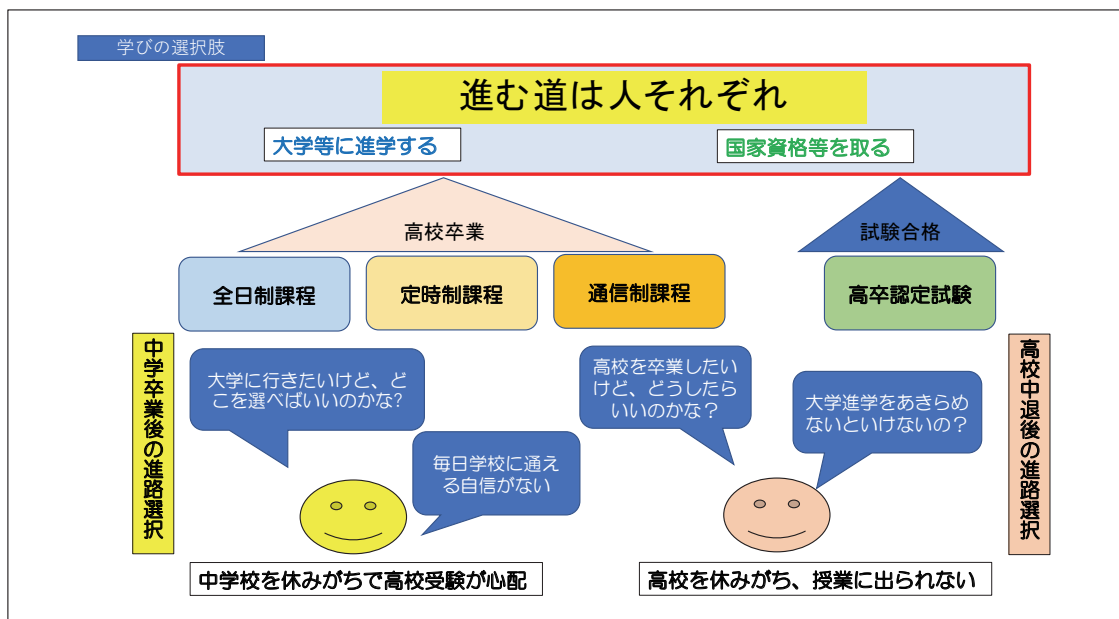 学びの選択肢
進む道は人それぞれ
大学等に進学する
国家資格等を取る
高校卒業
試験合格
全日制課程
定時制課程
通信制課程
高卒認定試験
中学卒業後の進路選択
大学に行きたいけど、ど
こを選べばいいのかな?
毎日学校に通え
る自信がない
高校を卒業したい
けど、どうしたら
いいのかな？
大学進学をあきらめ
ないといけないの？
高校中退後の進路選択
中学校を休みがちで高校受験が心配
高校を休みがち、授業に出られない